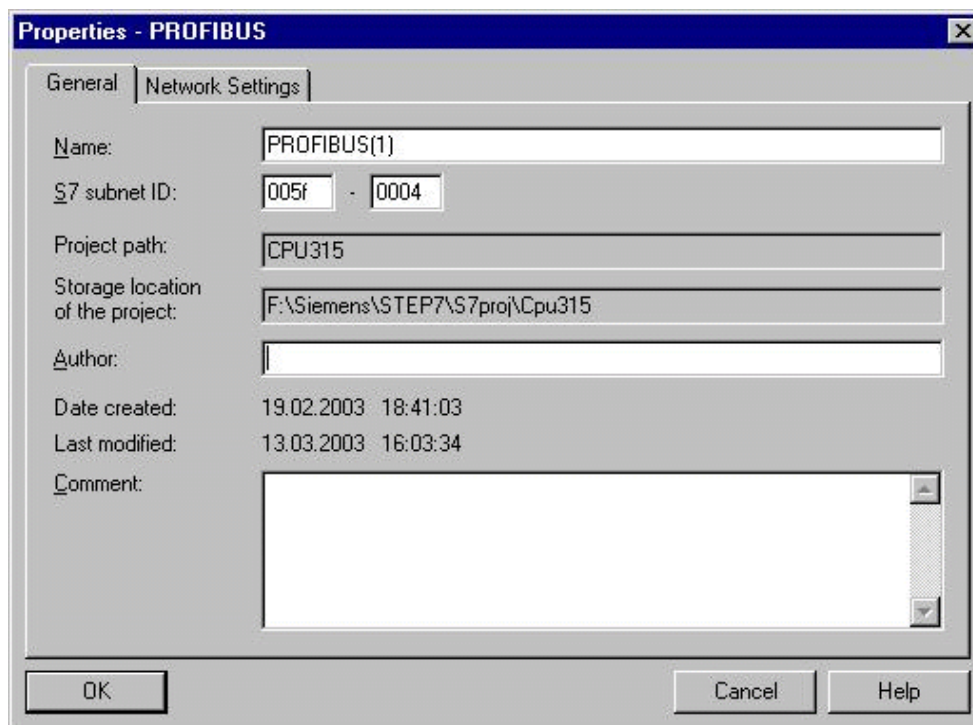 Properties - PROFIBUS
General Network Settings
Name: PROFIBUS(1)
S7 subnet ID: 005f - 0004
Project path: CPU315
Storage location
of the project: F:\Siemens\STEP7\S7proj\Cpu315
Author:
Date created: 19.02.2003 18:41:03
Last modified: 13.03.2003 16:03:34
Comment:
OK Cancel Help